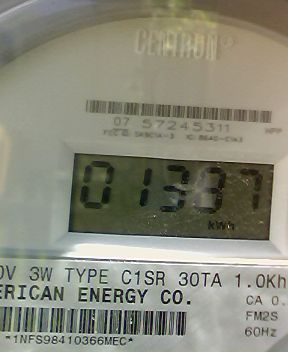 CENTRON®
07 57245311
HPP
01387
kWh
0V 3W TYPE C1SR 30TA 1.0Kh
ERICAN ENERGY CO.
CA 0.
FM2S
60Hz
*1NFS98410366MEC*